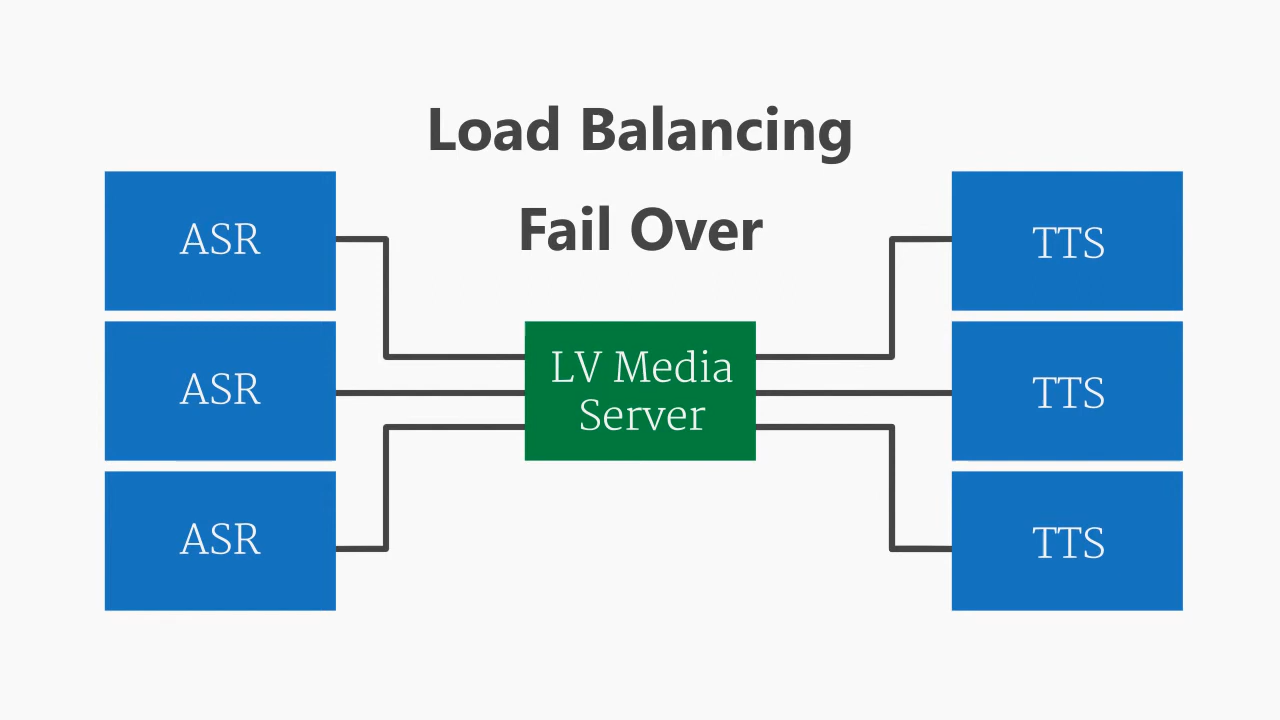 Load Balancing
Fail Over
ASR
ASR
ASR
LV Media
Server
TTS
TTS
TTS